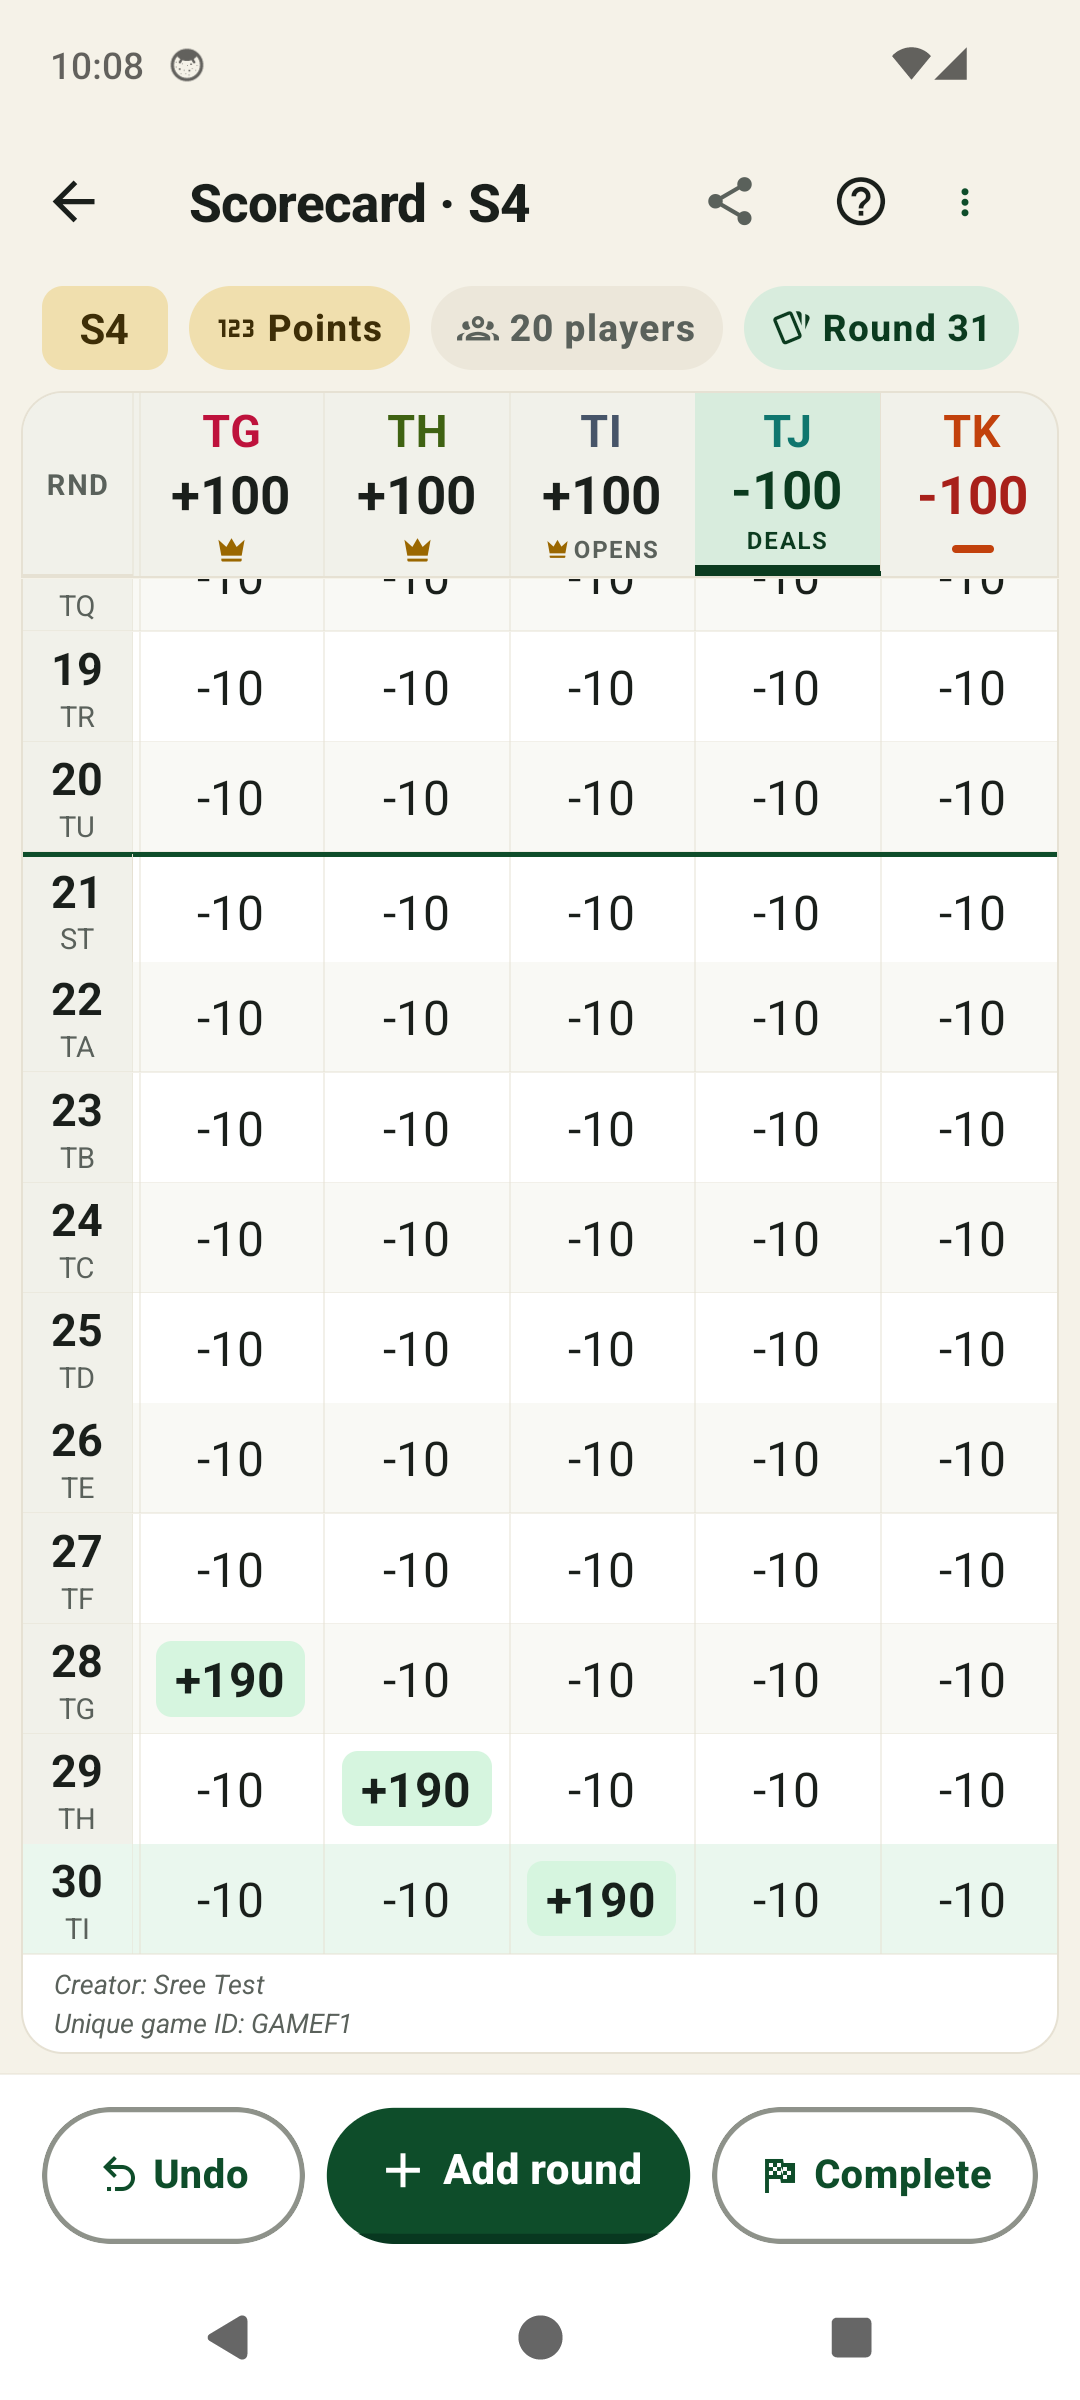 10:08
Scorecard · S4
S4 123 Points 20 players Round 31
RND TG TH TI TJ TK
+100 +100 +100 -100 -100
OPENS DEALS
-10 -10 -10 -10 -10
TQ
19 -10 -10 -10 -10 -10
TR
20 -10 -10 -10 -10 -10
TU
21 -10 -10 -10 -10 -10
ST
22 -10 -10 -10 -10 -10
TA
23 -10 -10 -10 -10 -10
TB
24 -10 -10 -10 -10 -10
TC
25 -10 -10 -10 -10 -10
TD
26 -10 -10 -10 -10 -10
TE
27 -10 -10 -10 -10 -10
TF
28 +190 -10 -10 -10 -10
TG
29 -10 +190 -10 -10 -10
TH
30 -10 -10 +190 -10 -10
TI
Creator: Sree Test
Unique game ID: GAMEF1
Undo + Add round Complete